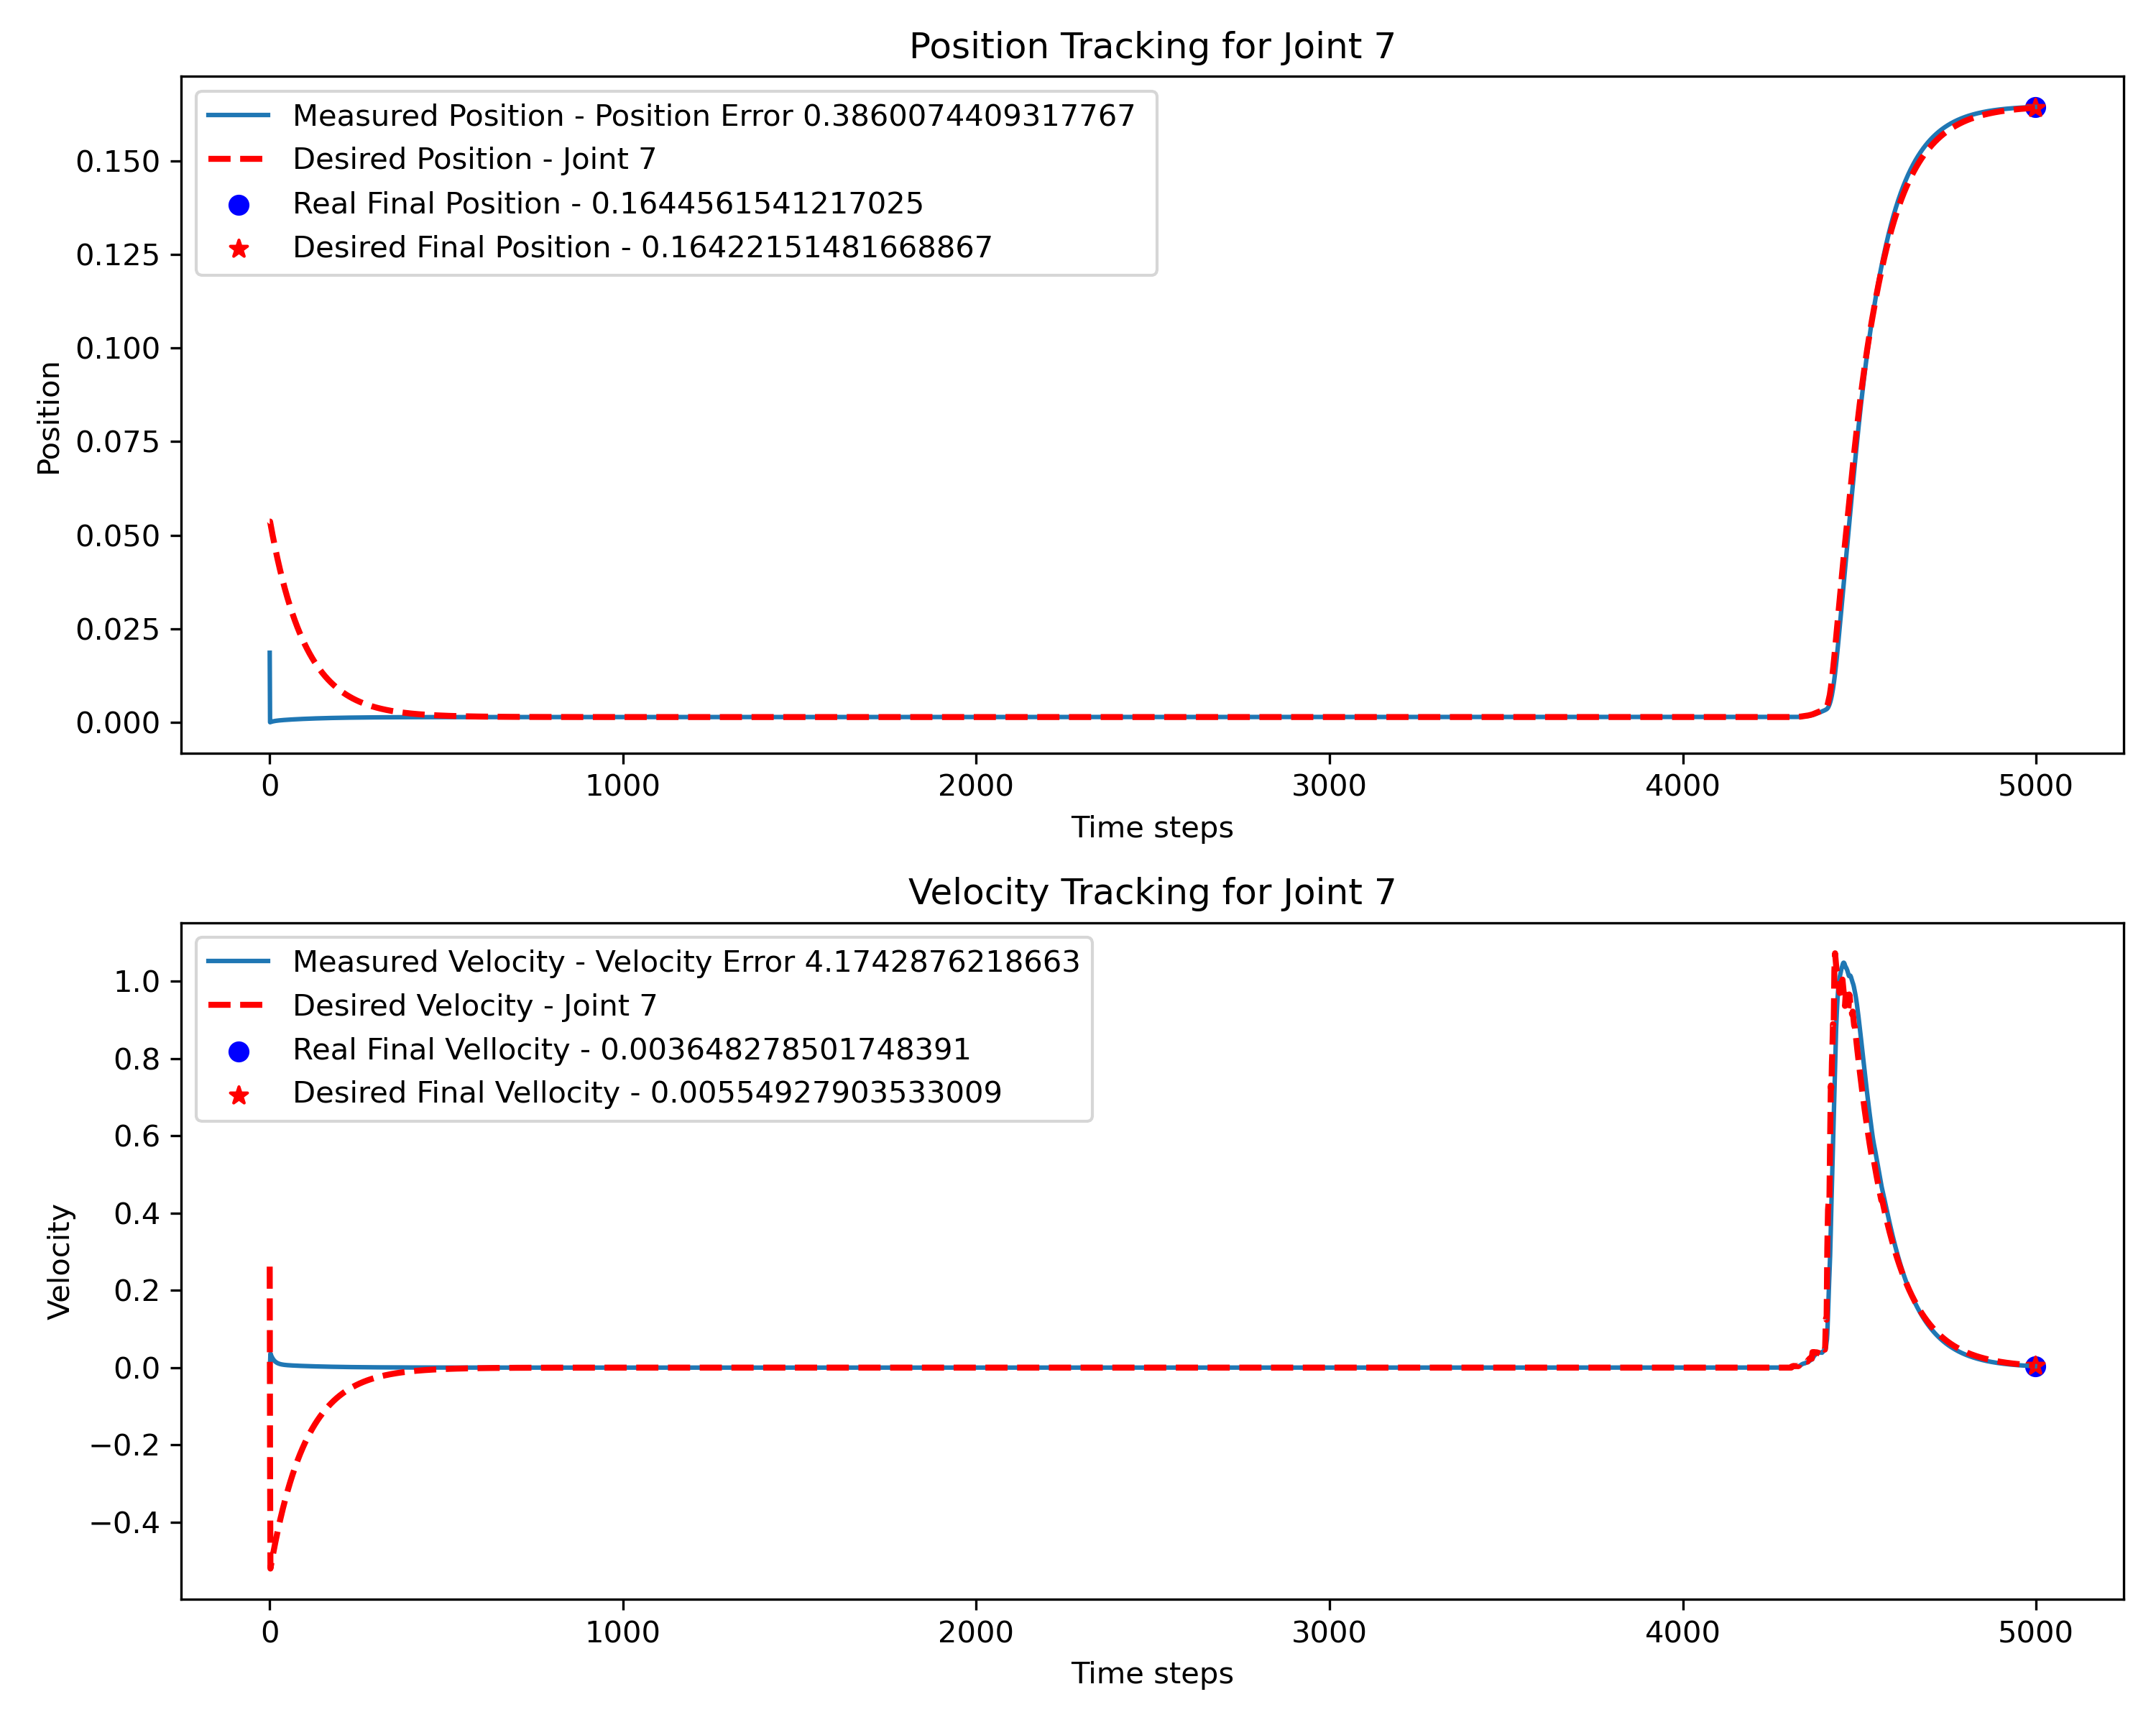 Position Tracking for Joint 7
Measured Position - Position Error 0.3860074409317767
Desired Position - Joint 7
Real Final Position - 0.1644561541217025
Desired Final Position - 0.16422151481668867
0.150
0.125
0.100
0.075
0.050
0.025
0.000
Position
0 1000 2000 3000 4000 5000
Time steps
Velocity Tracking for Joint 7
Measured Velocity - Velocity Error 4.1742876218663
Desired Velocity - Joint 7
Real Final Vellocity - 0.003648278501748391
Desired Final Vellocity - 0.00554927903533009
1.0
0.8
0.6
0.4
0.2
0.0
−0.2
−0.4
Velocity
0 1000 2000 3000 4000 5000
Time steps